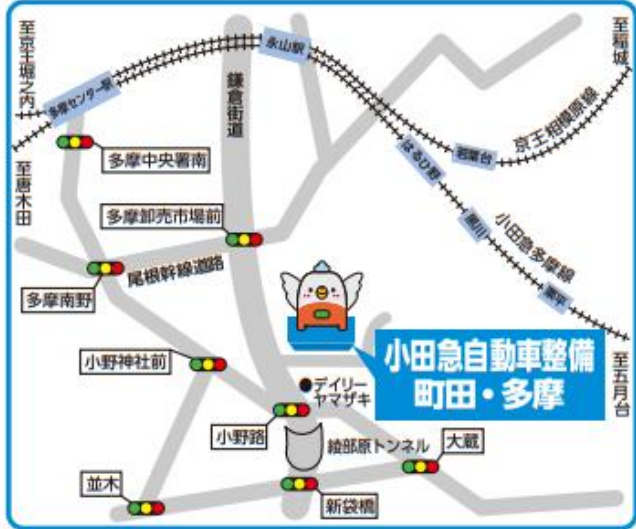 至京王堀之内
多摩センター駅
永山駅
至稲城
京王相模原線
若葉台
はるひ野
黒川
小田急多摩線
栗平
至五月台
至唐木田
鎌倉街道
多摩中央署南
多摩卸売市場前
尾根幹線道路
多摩南野
小田急自動車整備
町田・多摩
小野神社前
デイリー
ヤマザキ
小野路
綾部原トンネル
大蔵
並木
新袋橋